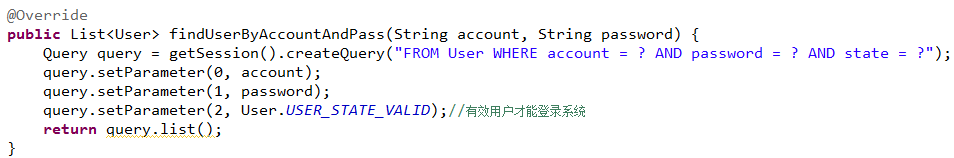 @Override
public List<User> findUserByAccountAndPass(String account, String password) {
    Query query = getSession().createQuery("FROM User WHERE account = ? AND password = ? AND state = ?");
    query.setParameter(0, account);
    query.setParameter(1, password);
    query.setParameter(2, User.USER_STATE_VALID);//有效用户才能登录系统
    return query.list();
}